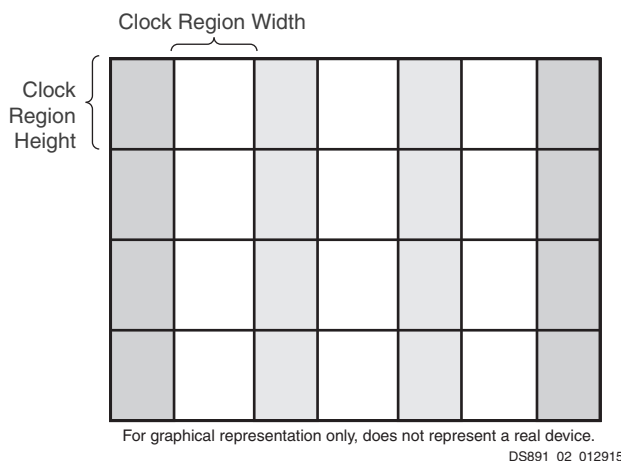 Clock Region Width
Clock
Region
Height
For graphical representation only, does not represent a real device.
DS891_02_012915